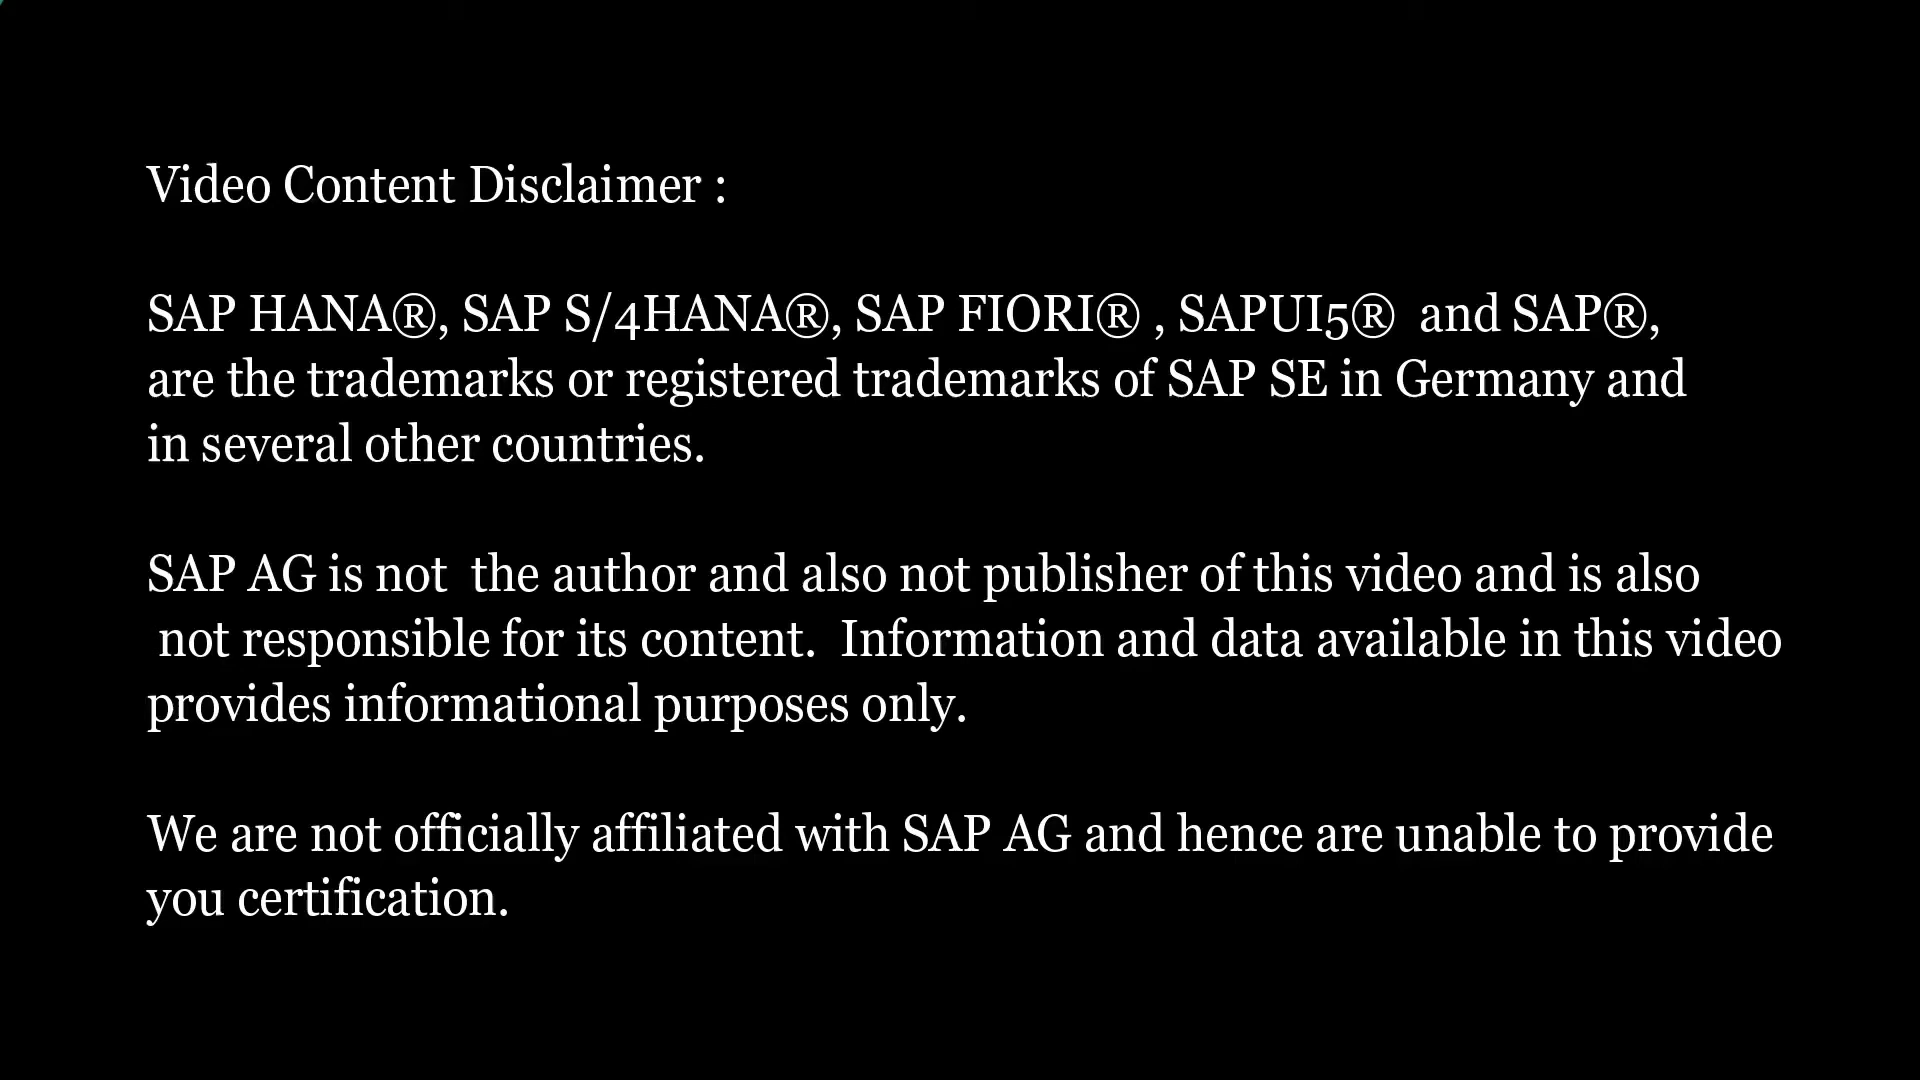 Video Content Disclaimer :
SAP HANA®, SAP S/4HANA®, SAP FIORI® , SAPUI5®  and SAP®,
are the trademarks or registered trademarks of SAP SE in Germany and
in several other countries.
SAP AG is not  the author and also not publisher of this video and is also
not responsible for its content.  Information and data available in this video
provides informational purposes only.
We are not officially affiliated with SAP AG and hence are unable to provide
you certification.